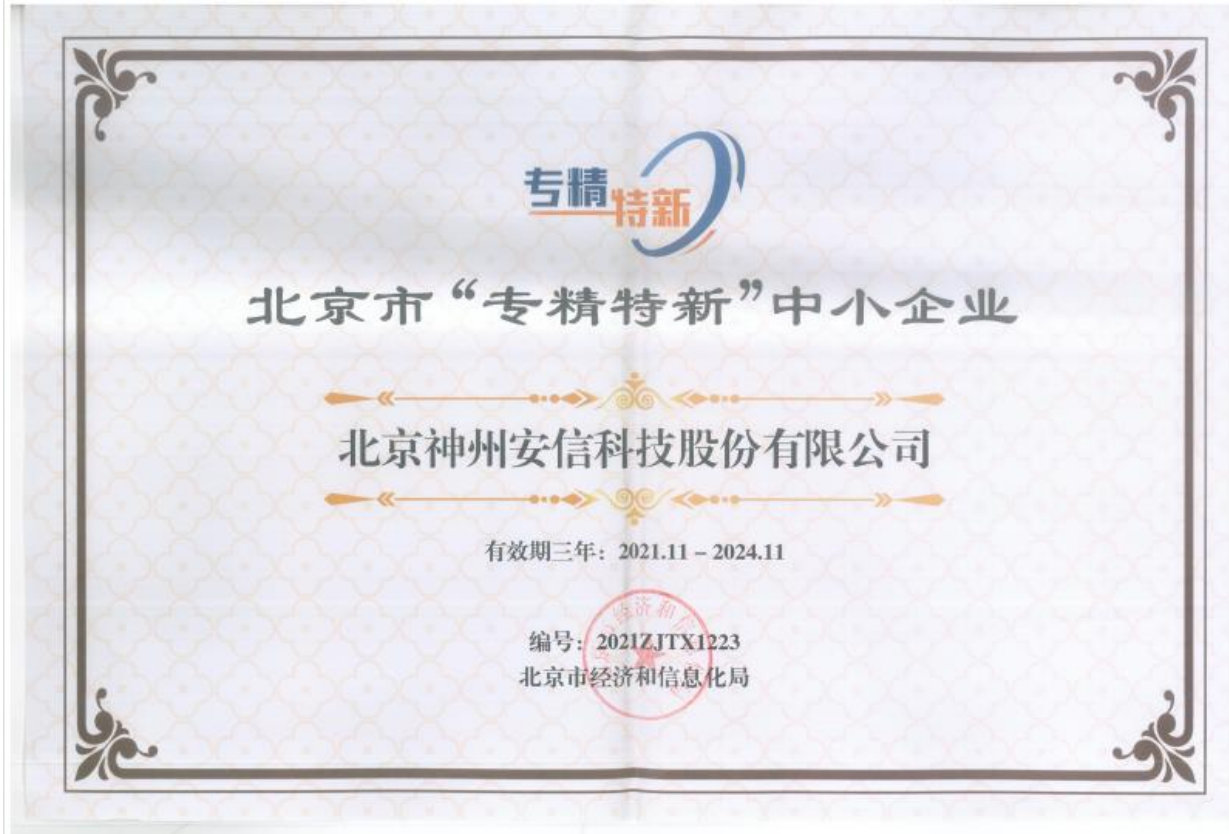 专精
特新
北京市“专精特新”中小企业
北京神州安信科技股份有限公司
有效期三年：2021.11 – 2024.11
编号：2021ZJTX1223
北京市经济和信息化局